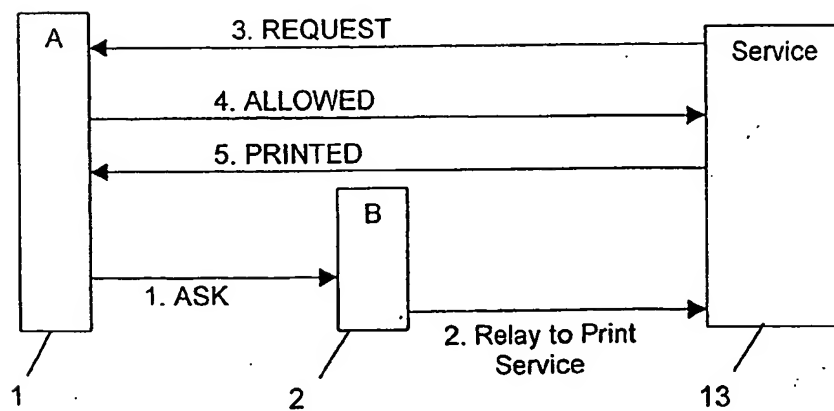 A
3. REQUEST
Service
4. ALLOWED
5. PRINTED
B
1. ASK
2. Relay to Print
Service
1
2
13